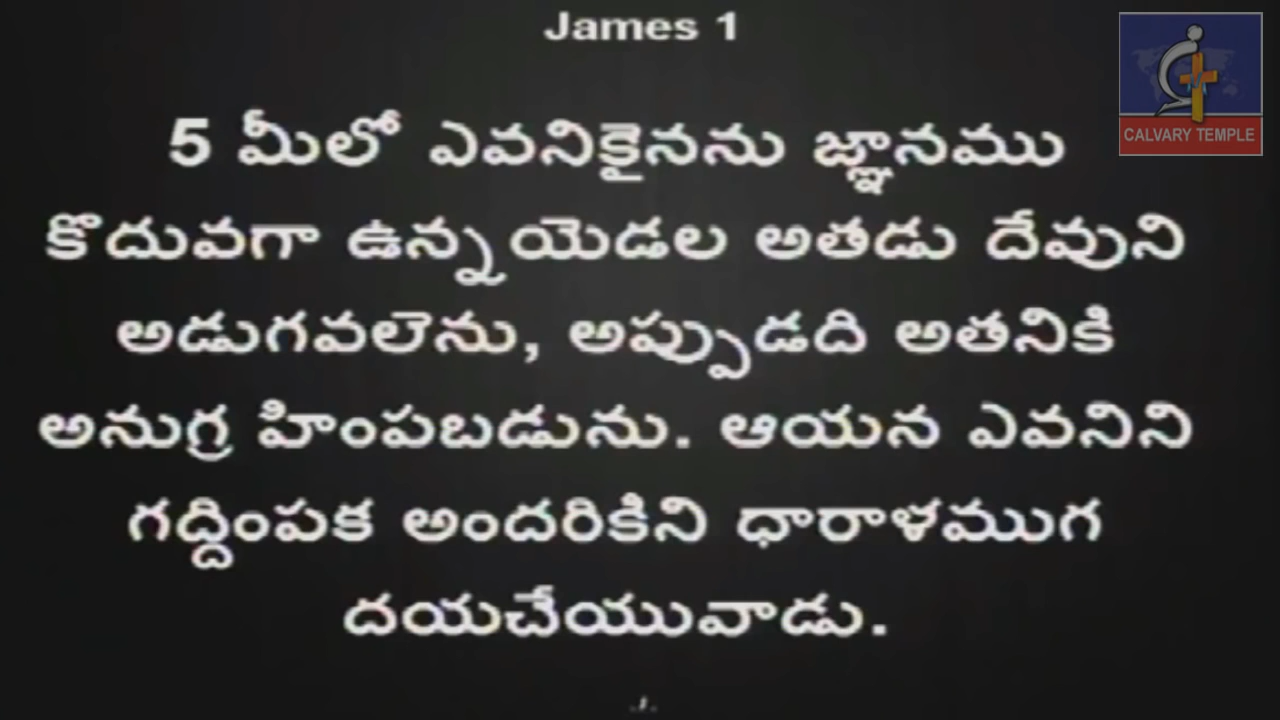 James 1
CALVARY TEMPLE
5 మీలో ఎవనికైనను జ్ఞానము
కొదువగా ఉన్నయెడల అతడు దేవుని
అడుగవలెను, అప్పుడది అతనికి
అనుగ్ర హింపబడును. ఆయన ఎవనిని
గద్దింపక అందరికిని ధారాళముగ
దయచేయువాడు.